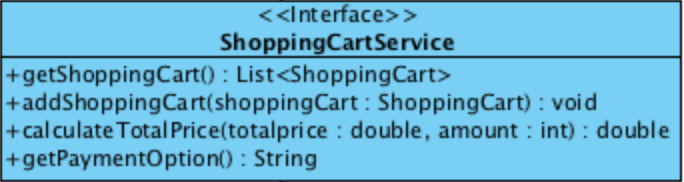 <<Interface>>
ShoppingCartService
+getShoppingCart() : List<ShoppingCart>
+addShoppingCart(shoppingCart : ShoppingCart) : void
+calculateTotalPrice(totalprice : double, amount : int) : double
+getPaymentOption() : String